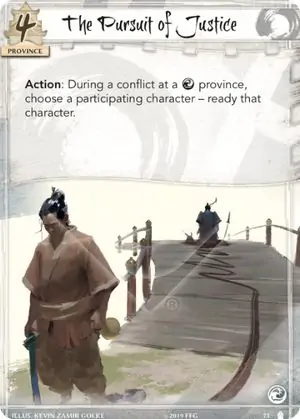 4
The Pursuit of Justice
PROVINCE
Action: During a conflict at a province,
choose a participating character – ready that
character.
ILLUS. KEVIN ZAMIR GOEKE
©2019 FFG